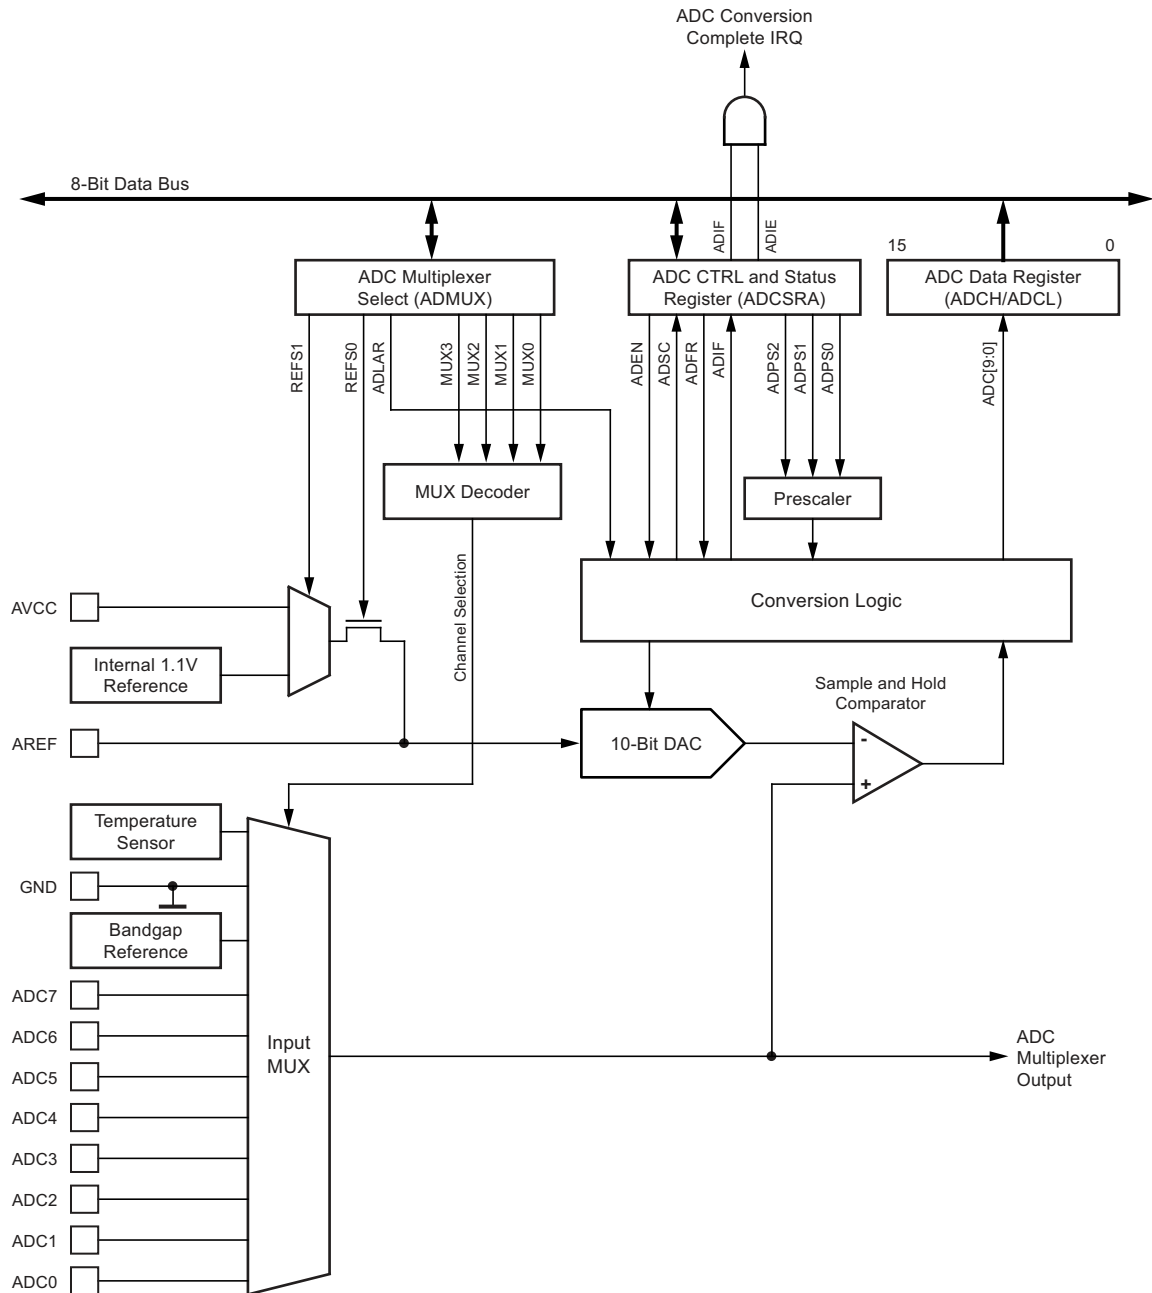 ADC Conversion
Complete IRQ
8-Bit Data Bus
ADIF
ADIE
15
0
ADC Multiplexer
Select (ADMUX)
ADC CTRL and Status
Register (ADCSRA)
ADC Data Register
(ADCH/ADCL)
REFS1
REFS0
ADLAR
MUX3
MUX2
MUX1
MUX0
ADEN
ADSC
ADFR
ADIF
ADPS2
ADPS1
ADPS0
ADC[9:0]
MUX Decoder
Prescaler
Channel Selection
Conversion Logic
AVCC
Internal 1.1V
Reference
Sample and Hold
Comparator
AREF
10-Bit DAC
-
+
Temperature
Sensor
GND
Bandgap
Reference
ADC7
ADC6
ADC5
ADC4
ADC3
ADC2
ADC1
ADC0
Input
MUX
ADC
Multiplexer
Output